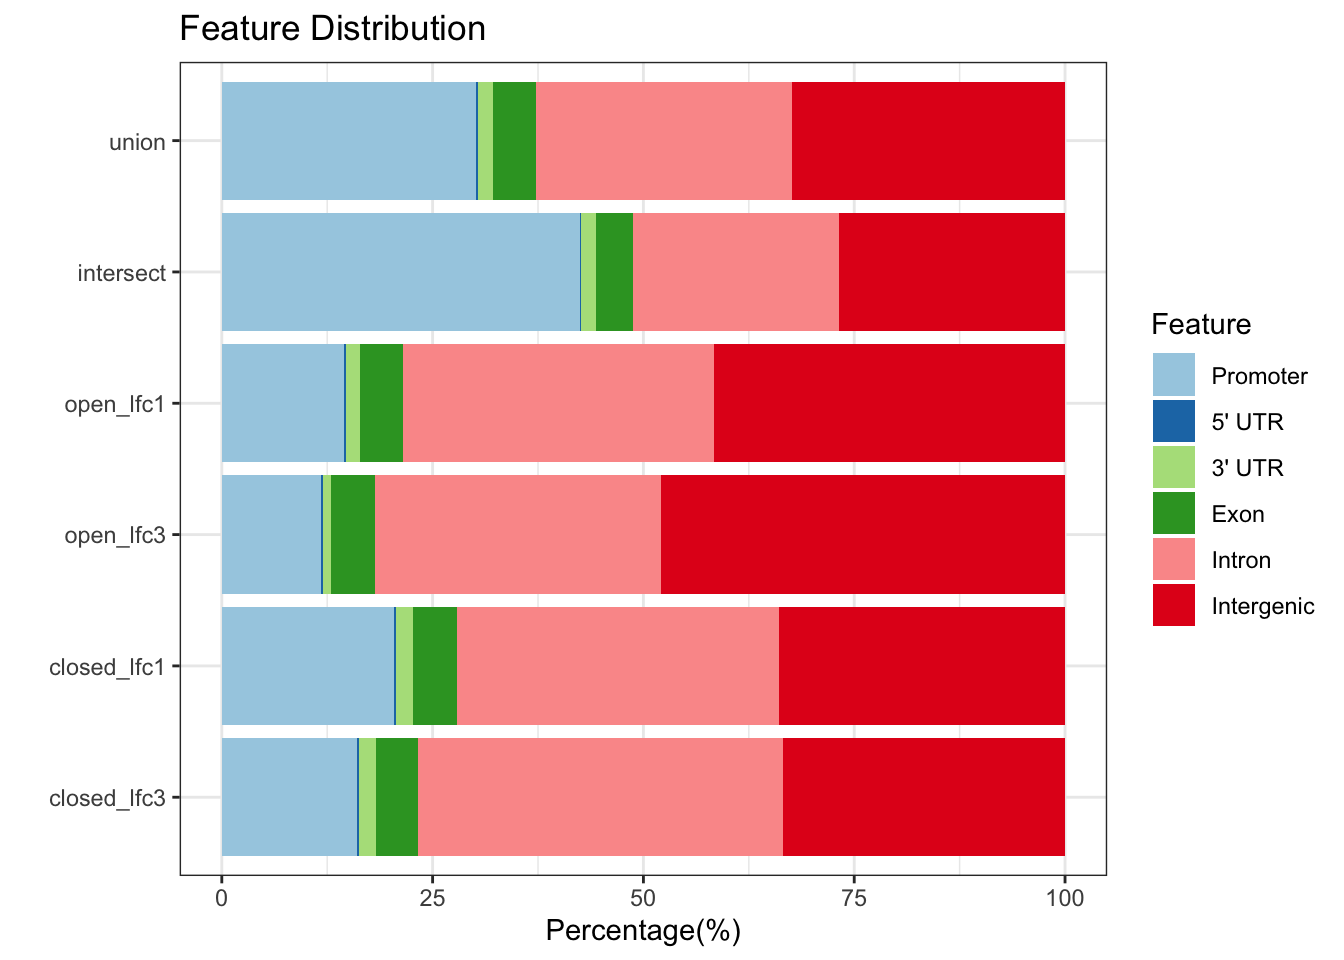 Feature Distribution
union
intersect
open_lfc1
open_lfc3
closed_lfc1
closed_lfc3
0 25 50 75 100
Percentage(%)
Feature
Promoter
5' UTR
3' UTR
Exon
Intron
Intergenic